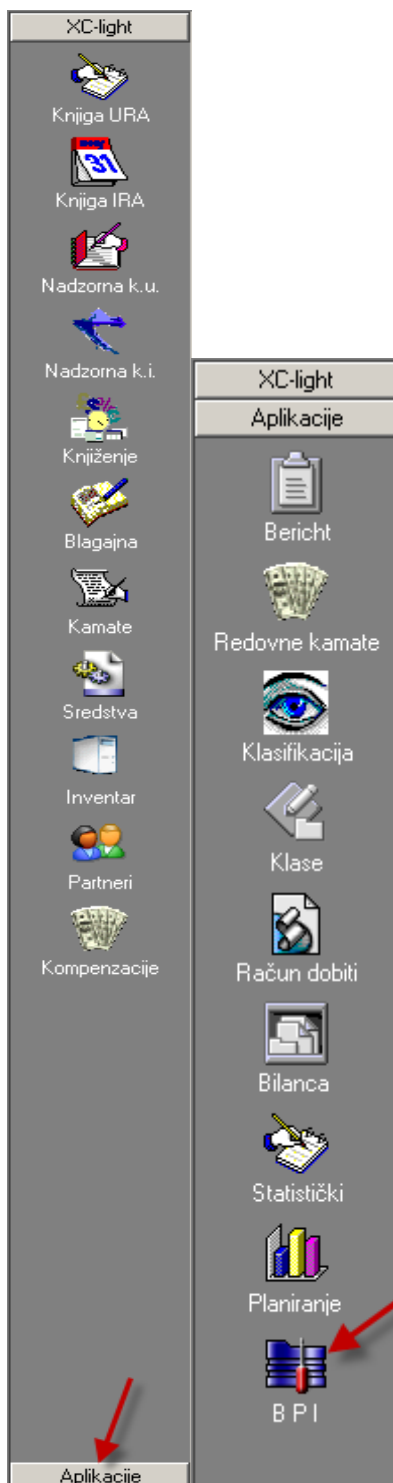 XC-light
Knjiga URA
31
Knjiga IRA
Nadzorna k.u.
Nadzorna k.i.
Knjiženje
Blagajna
Kamate
Sredstva
Inventar
Partneri
Kompenzacije
Aplikacije
XC-light
Aplikacije
Bericht
Redovne kamate
Klasifikacija
Klase
Račun dobiti
Bilanca
Statistički
Planiranje
B P I